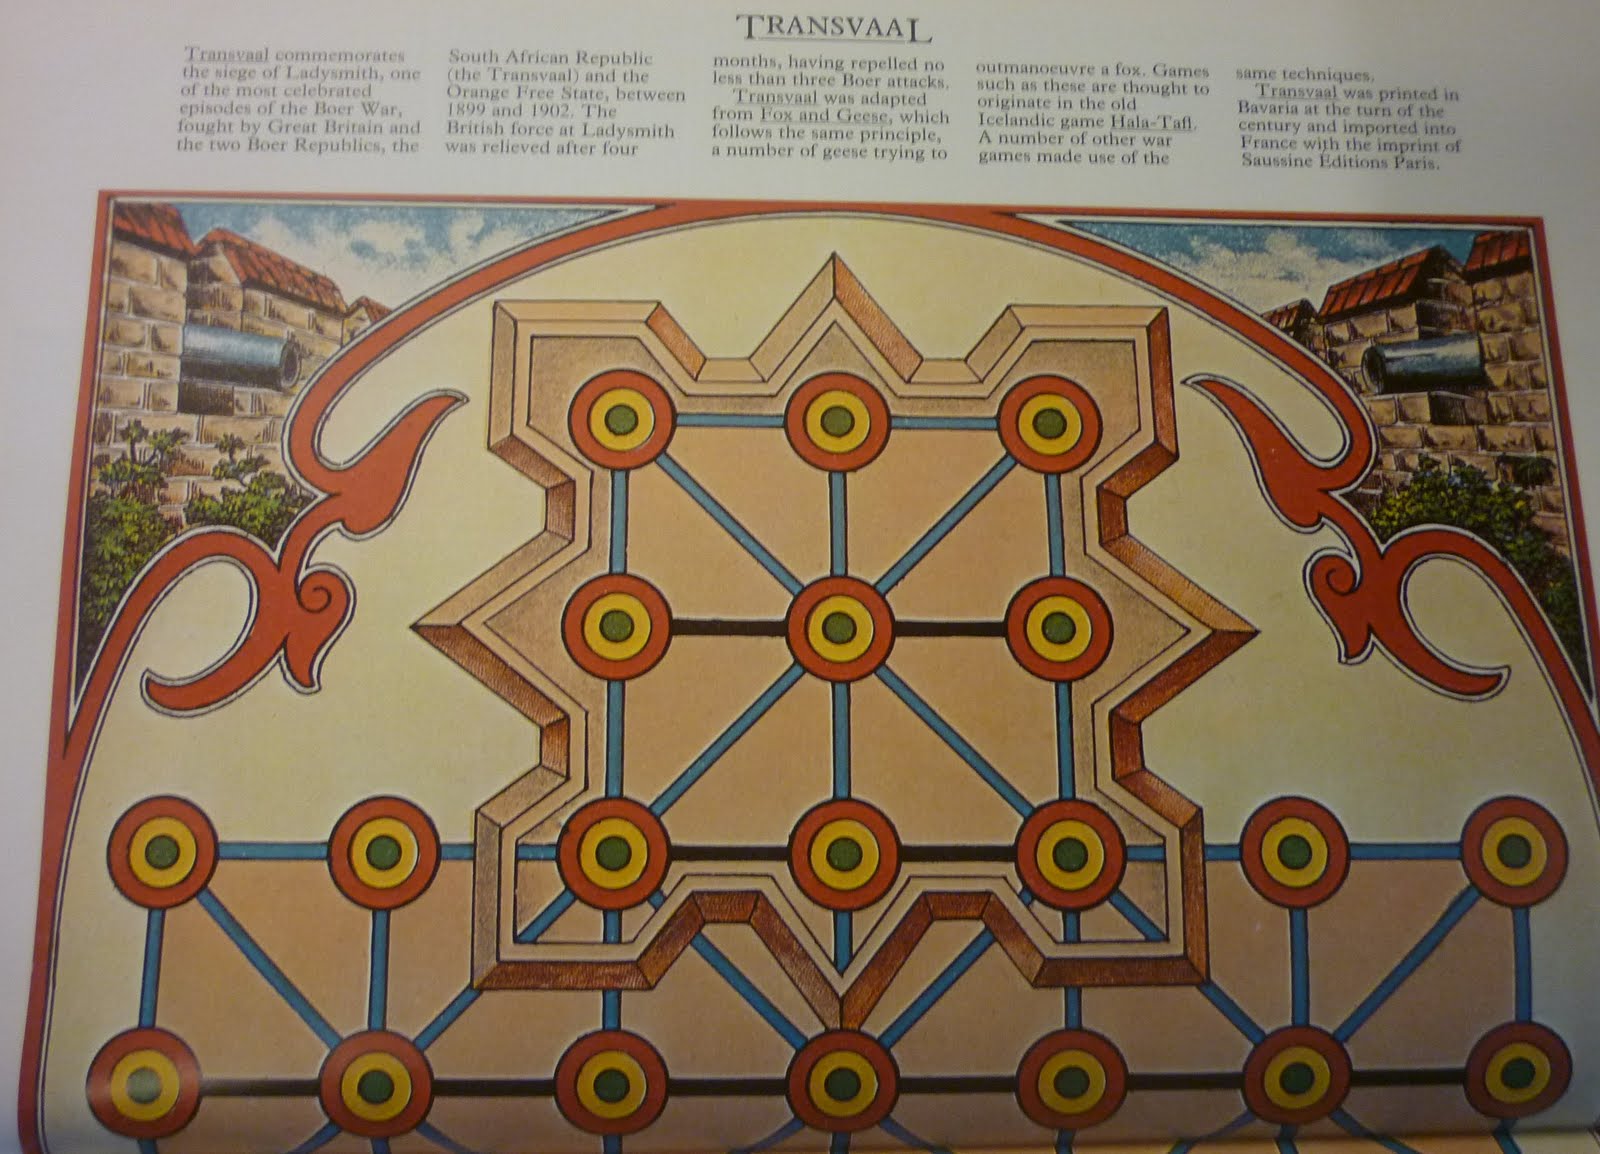 TRANSVAAL
Transvaal commemorates
the siege of Ladysmith, one
of the most celebrated
episodes of the Boer War,
fought by Great Britain and
the two Boer Republics, the
South African Republic
(the Transvaal) and the
Orange Free State, between
1899 and 1902. The
British force at Ladysmith
was relieved after four
months, having repelled no
less than three Boer attacks.
Transvaal was adapted
from Fox and Geese, which
follows the same principle,
a number of geese trying to
outmanoeuvre a fox. Games
such as these are thought to
originate in the old
Icelandic game Hala-Tafl.
A number of other war
games made use of the
same techniques.
Transvaal was printed in
Bavaria at the turn of the
century and imported into
France with the imprint of
Saussine Editions Paris.